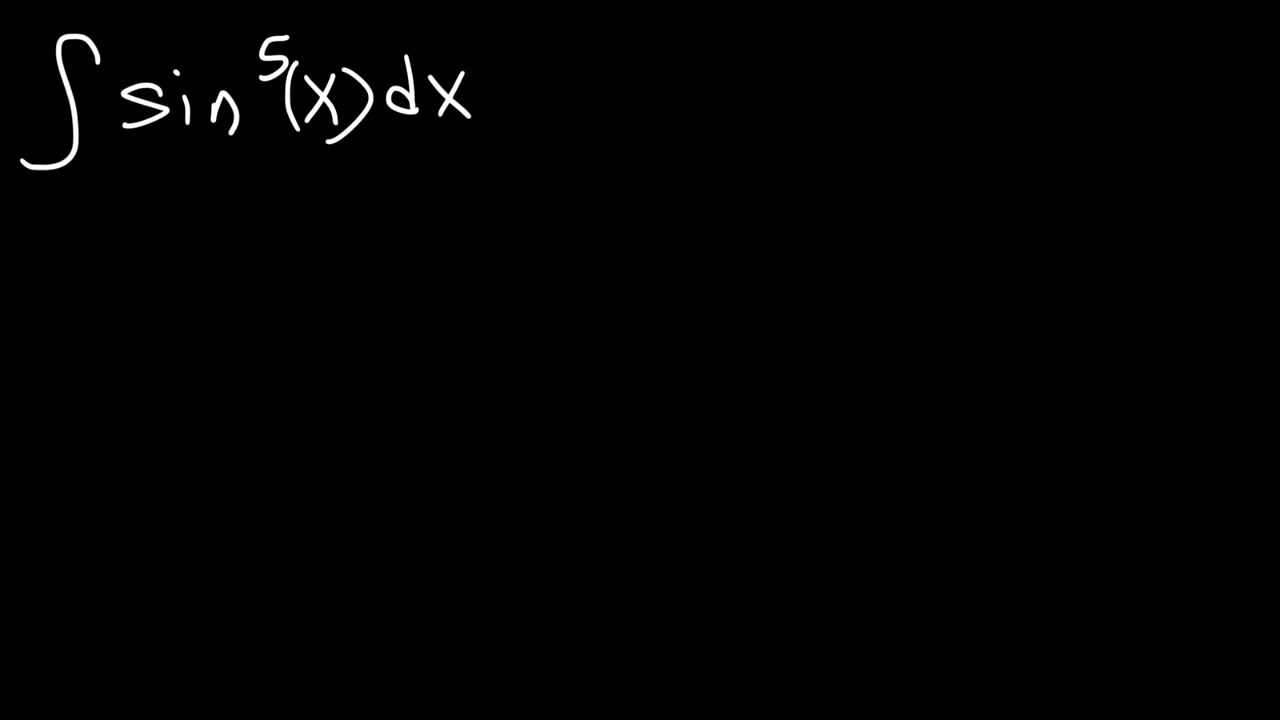 ∫ sin⁵(x) dx